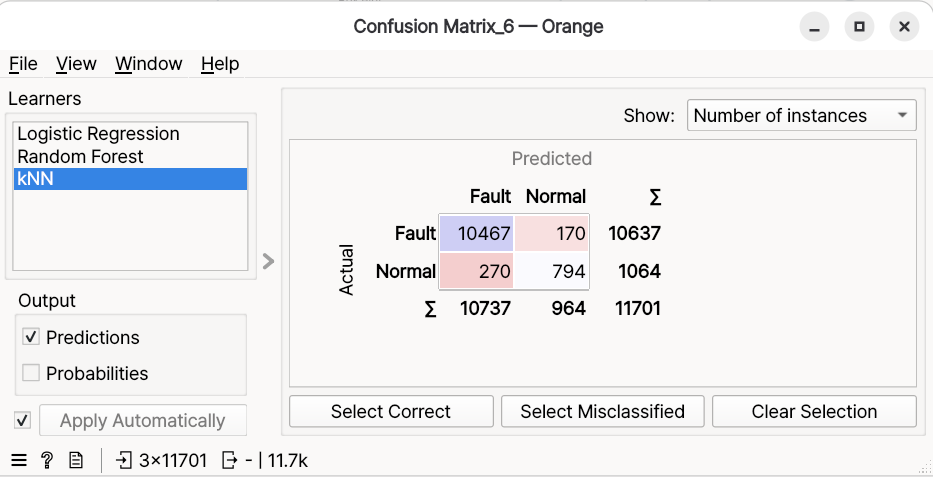 Confusion Matrix_6 — Orange
File View Window Help
Learners
Logistic Regression
Random Forest
kNN
Output
Predictions
Probabilities
Apply Automatically
Show: Number of instances
Predicted
Fault Normal Σ
Actual
Fault 10467 170 10637
Normal 270 794 1064
Σ 10737 964 11701
Select Correct Select Misclassified Clear Selection
? 3×11701 - | 11.7k